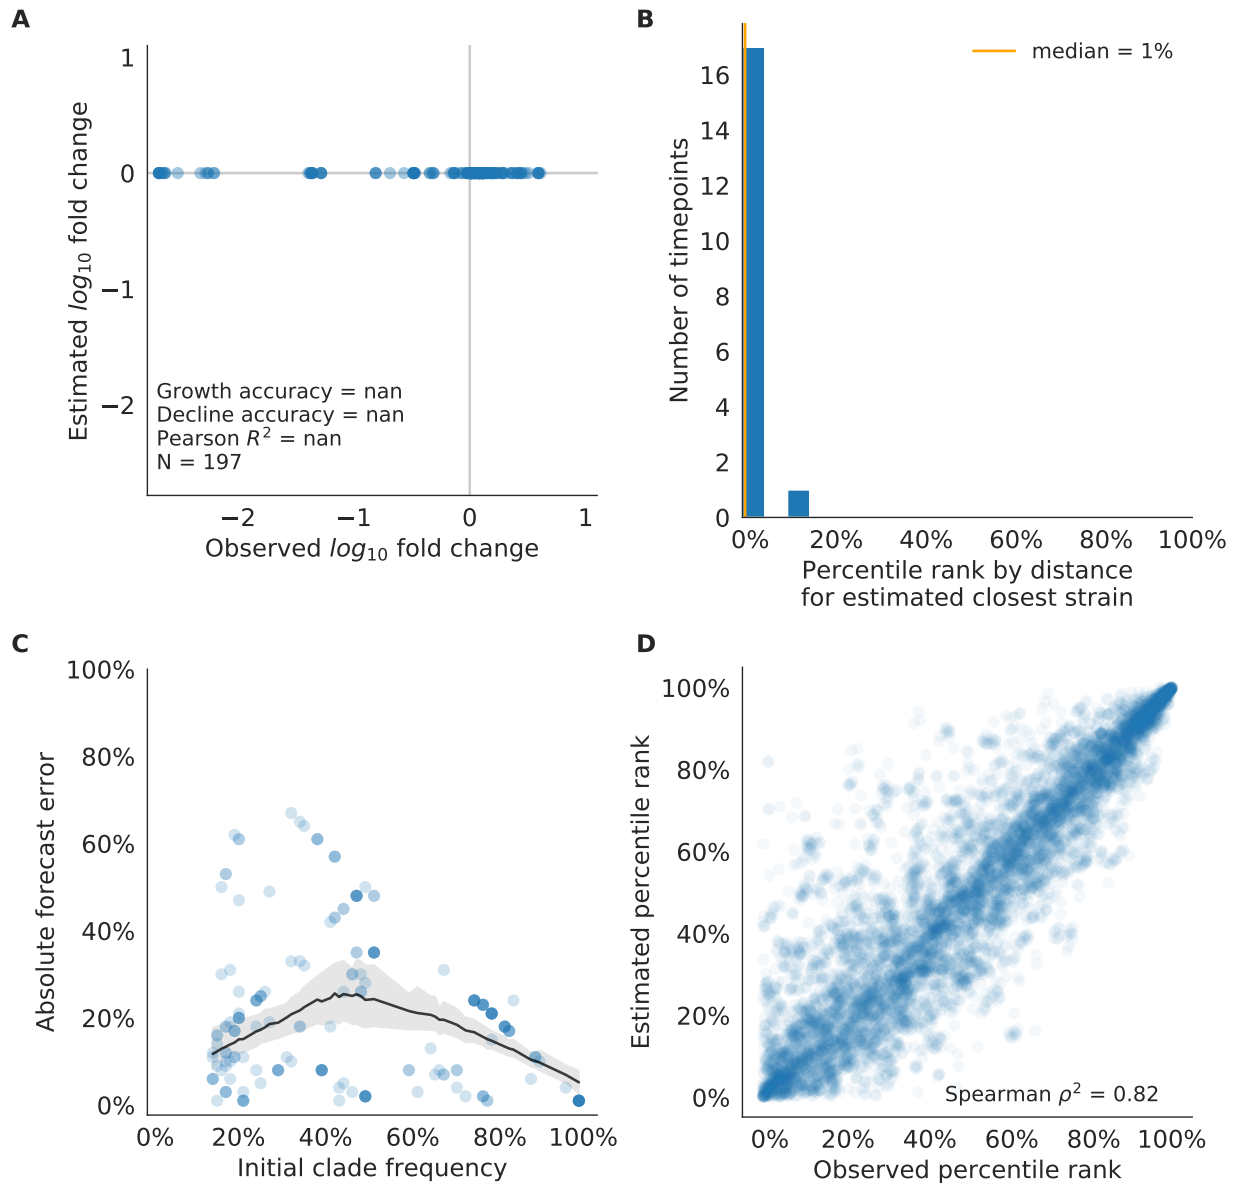 A
1
0
−1
−2
Estimated log10 fold change
Growth accuracy = nan
Decline accuracy = nan
Pearson R² = nan
N = 197
−2 −1 0 1
Observed log10 fold change
B
16
14
12
10
8
6
4
2
0
Number of timepoints
median = 1%
0% 20% 40% 60% 80% 100%
Percentile rank by distance
for estimated closest strain
C
100%
80%
60%
40%
20%
0%
Absolute forecast error
0% 20% 40% 60% 80% 100%
Initial clade frequency
D
100%
80%
60%
40%
20%
0%
Estimated percentile rank
Spearman ρ² = 0.82
0% 20% 40% 60% 80% 100%
Observed percentile rank